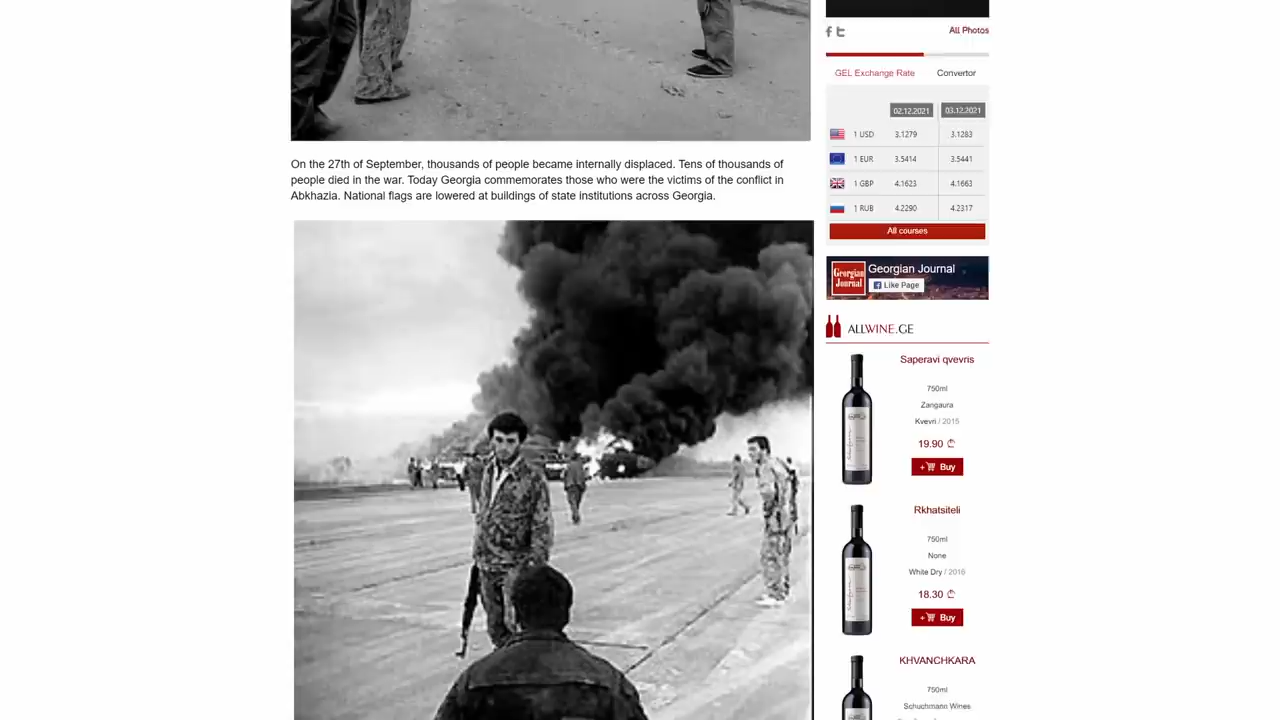 All Photos
GEL Exchange Rate Convertor
02.12.2021 03.12.2021
1 USD 3.1279 3.1283
1 EUR 3.5414 3.5441
1 GBP 4.1623 4.1663
1 RUB 4.2290 4.2317
All courses
On the 27th of September, thousands of people became internally displaced. Tens of thousands of
people died in the war. Today Georgia commemorates those who were the victims of the conflict in
Abkhazia. National flags are lowered at buildings of state institutions across Georgia.
Georgian Journal
Georgian Journal
Like Page
ALLWINE.GE
Saperavi qvevris
750ml
Zangaura
Kvevri / 2015
19.90 ₾
+ Buy
Rkhatsiteli
750ml
None
White Dry / 2016
18.30 ₾
+ Buy
KHVANCHKARA
750ml
Schuchmann Wines